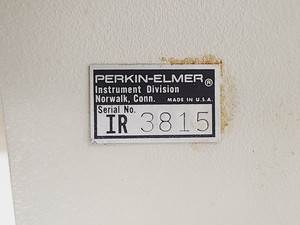 PERKIN-ELMER®
Instrument Division
Norwalk, Conn. MADE IN U.S.A.
Serial No.
IR 3815